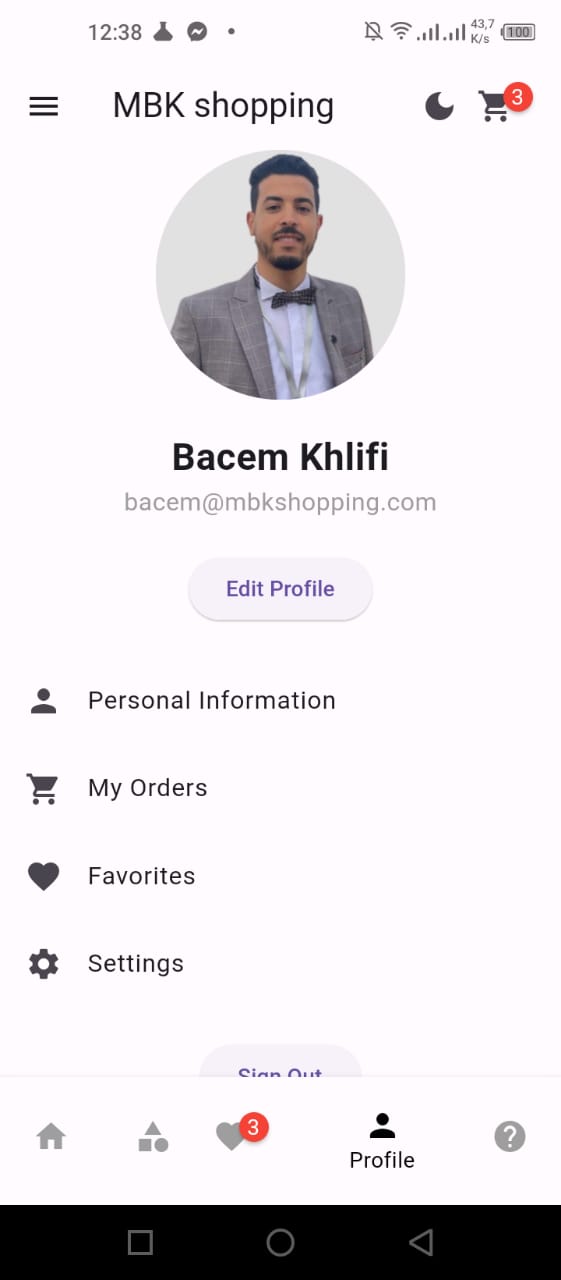 12:38
43,7
K/s
100
MBK shopping
3
Bacem Khlifi
bacem@mbkshopping.com
Edit Profile
Personal Information
My Orders
Favorites
Settings
Sign Out
3
Profile
?